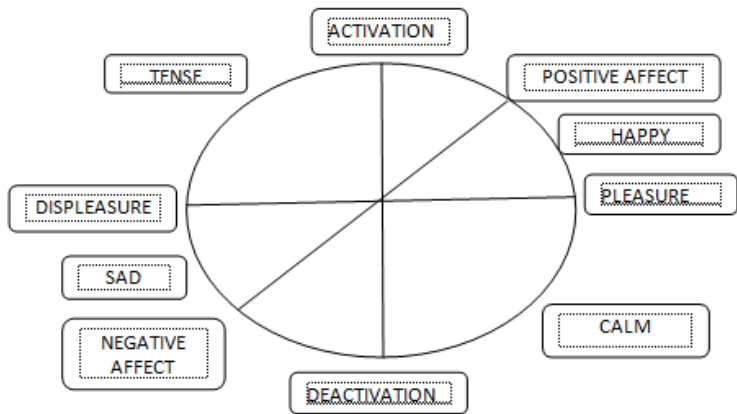 ACTIVATION
TENSE
POSITIVE AFFECT
HAPPY
DISPLEASURE
PLEASURE
SAD
CALM
NEGATIVE
AFFECT
DEACTIVATION